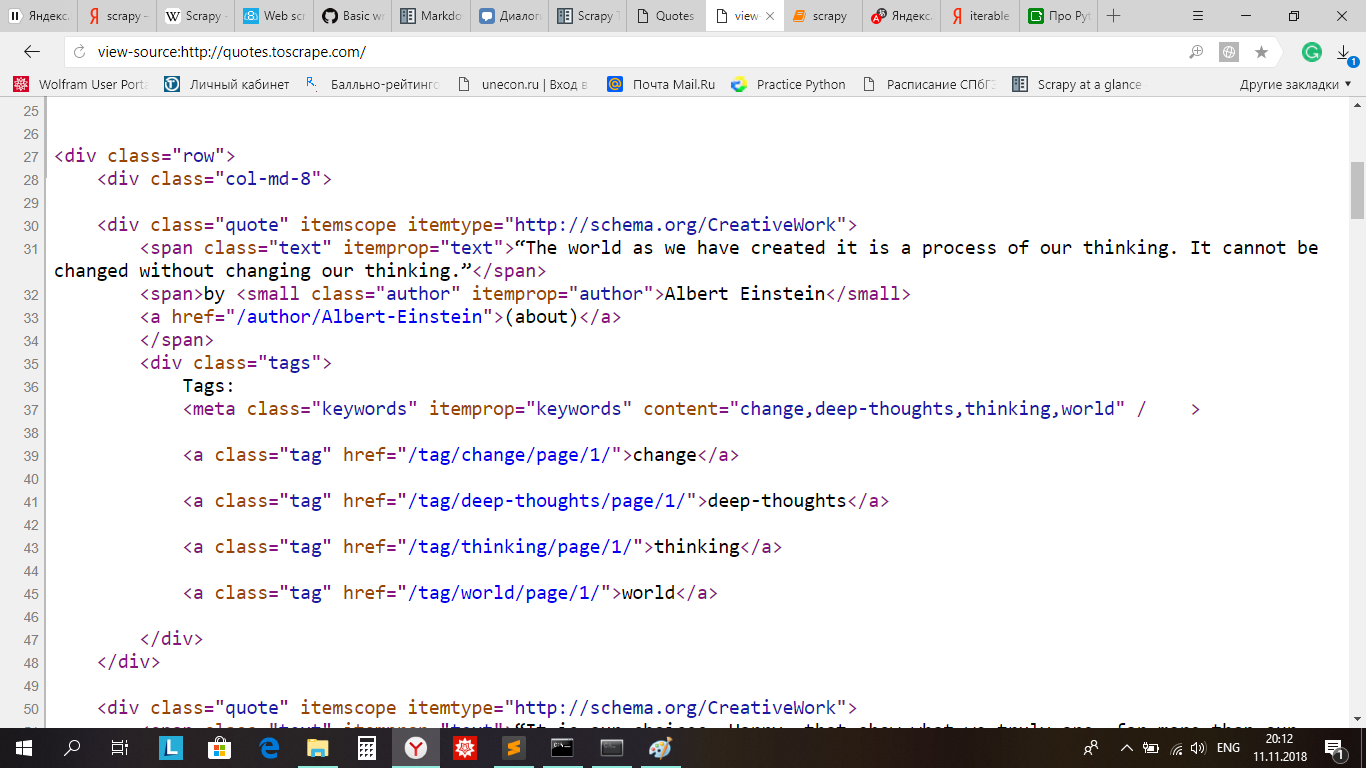 Яндекс.
scrapy -
Scrapy -
Web scr
Basic wr
Markdo
Диалог
Scrapy T
Quotes
view-
scrapy
Яндекс.
iterable
Про Pyt
view-source:http://quotes.toscrape.com/
1
Wolfram User Porta
Личный кабинет
Балльно-рейтинго
unecon.ru | Вход в
Почта Mail.Ru
Practice Python
Расписание СПбГЭ
Scrapy at a glance
Другие закладки
25
26
27 <div class="row">
28 <div class="col-md-8">
29
30 <div class="quote" itemscope itemtype="http://schema.org/CreativeWork">
31 <span class="text" itemprop="text">“The world as we have created it is a process of our thinking. It cannot be
changed without changing our thinking.”</span>
32 <span>by <small class="author" itemprop="author">Albert Einstein</small>
33 <a href="/author/Albert-Einstein">(about)</a>
34 </span>
35 <div class="tags">
36 Tags:
37 <meta class="keywords" itemprop="keywords" content="change,deep-thoughts,thinking,world" / >
38
39 <a class="tag" href="/tag/change/page/1/">change</a>
40
41 <a class="tag" href="/tag/deep-thoughts/page/1/">deep-thoughts</a>
42
43 <a class="tag" href="/tag/thinking/page/1/">thinking</a>
44
45 <a class="tag" href="/tag/world/page/1/">world</a>
46
47 </div>
48 </div>
49
50 <div class="quote" itemscope itemtype="http://schema.org/CreativeWork">
ENG
20:12
11.11.2018
1